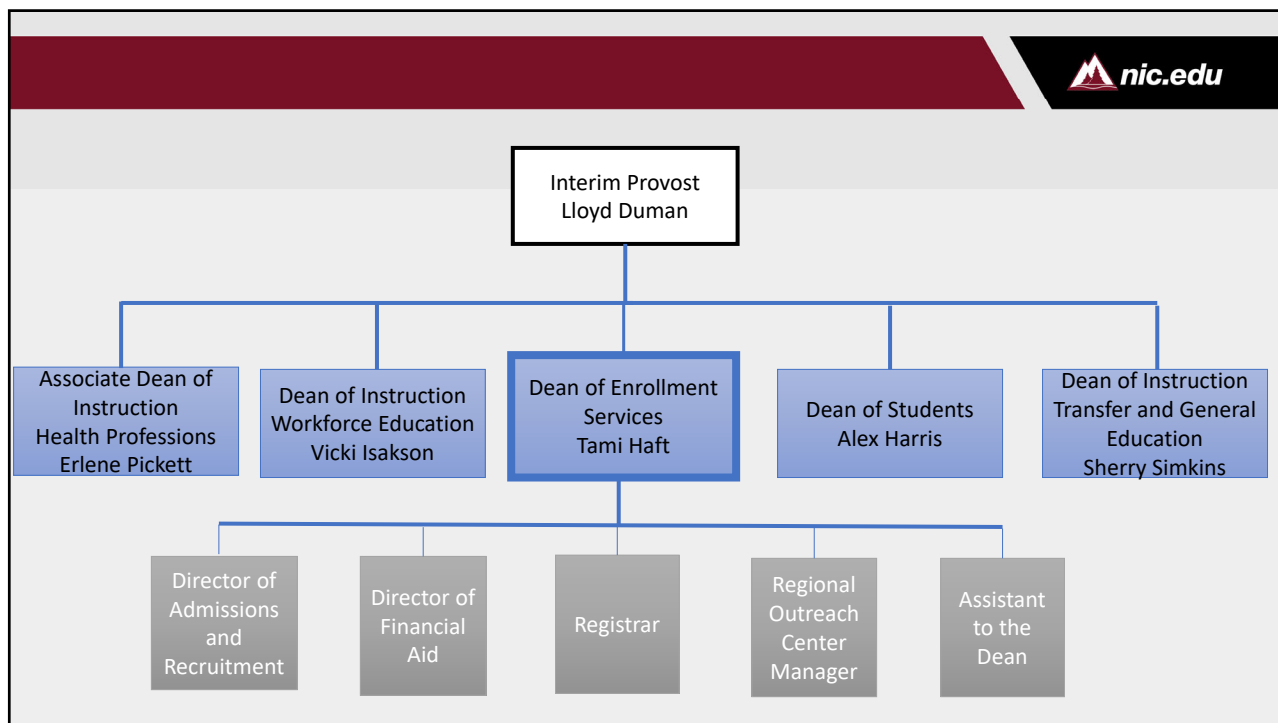 nic.edu
Interim Provost
Lloyd Duman
Associate Dean of
Instruction
Health Professions
Erlene Pickett
Dean of Instruction
Workforce Education
Vicki Isakson
Dean of Enrollment
Services
Tami Haft
Dean of Students
Alex Harris
Dean of Instruction
Transfer and General
Education
Sherry Simkins
Director of
Admissions
and
Recruitment
Director of
Financial
Aid
Registrar
Regional
Outreach
Center
Manager
Assistant
to the
Dean